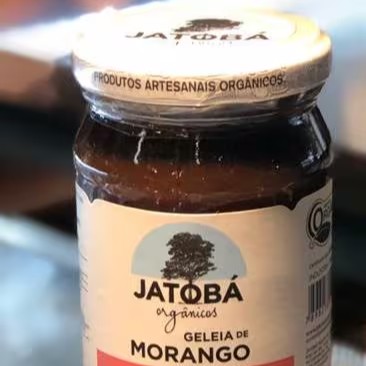 JATOBÁ
PRODUTOS ARTESANAIS ORGÂNICOS
JATOBÁ
orgânicos
GELEIA DE
MORANGO